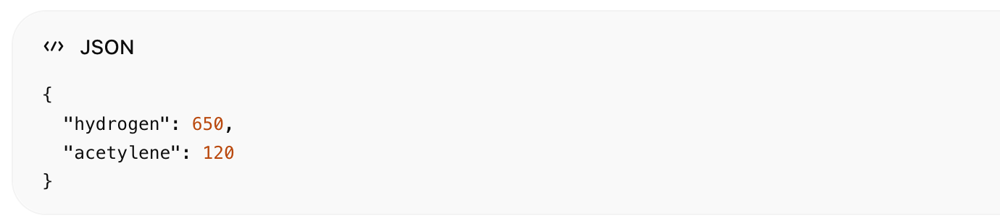 </> JSON
{
  "hydrogen": 650,
  "acetylene": 120
}